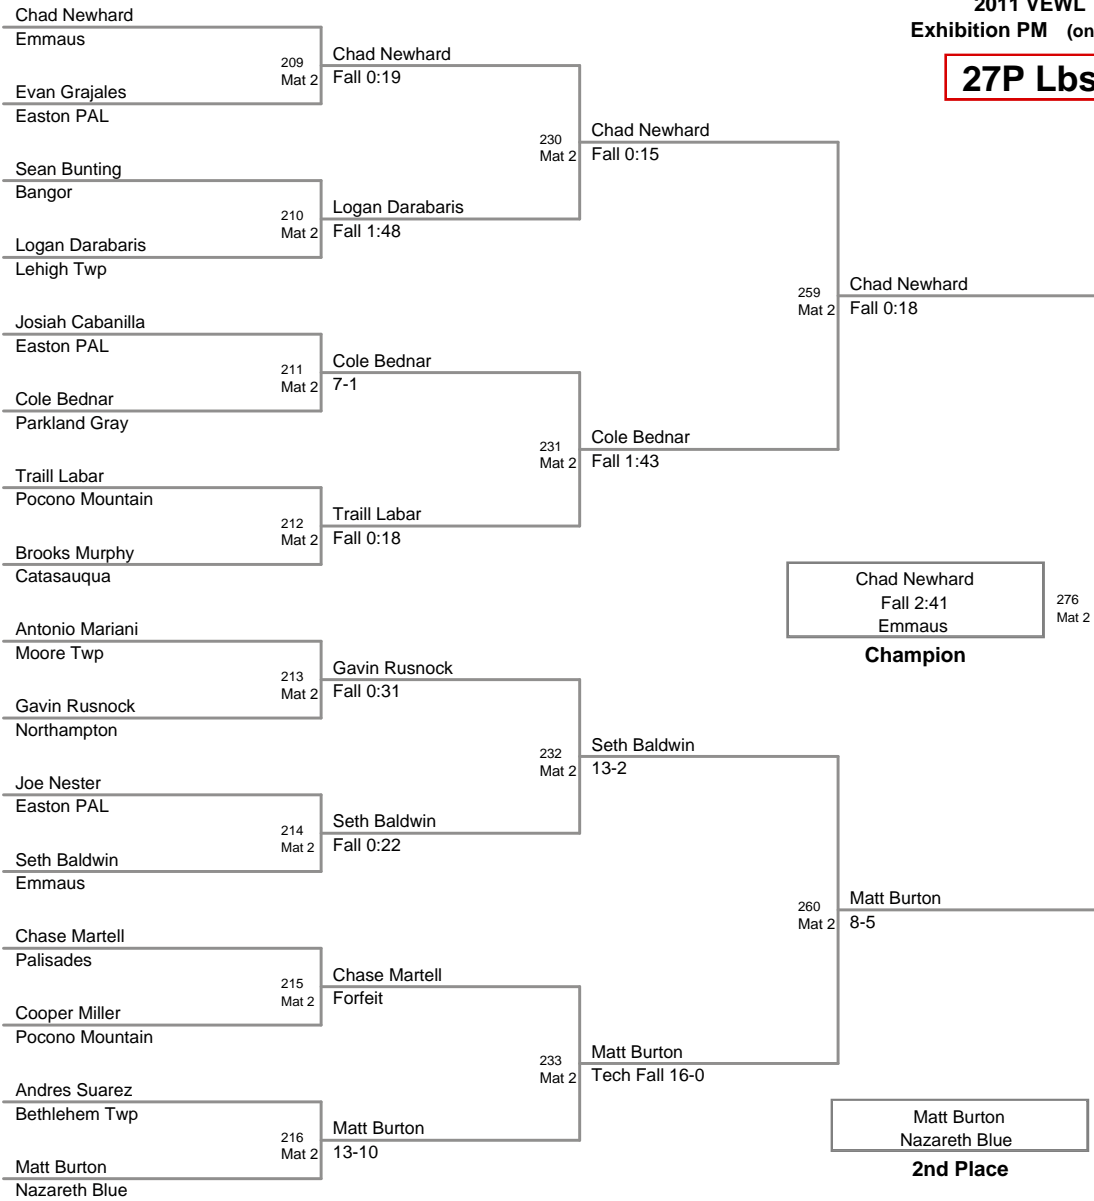 2011 VEWL
Exhibition PM (on
27P Lbs
Chad Newhard
Emmaus
209
Mat 2
Chad Newhard
Fall 0:19
Evan Grajales
Easton PAL
230
Mat 2
Chad Newhard
Fall 0:15
Sean Bunting
Bangor
210
Mat 2
Logan Darabaris
Fall 1:48
Logan Darabaris
Lehigh Twp
259
Mat 2
Chad Newhard
Fall 0:18
Josiah Cabanilla
Easton PAL
211
Mat 2
Cole Bednar
7-1
Cole Bednar
Parkland Gray
231
Mat 2
Cole Bednar
Fall 1:43
Traill Labar
Pocono Mountain
212
Mat 2
Traill Labar
Fall 0:18
Brooks Murphy
Catasauqua
Chad Newhard
Fall 2:41
Emmaus
276
Mat 2
Champion
Antonio Mariani
Moore Twp
213
Mat 2
Gavin Rusnock
Fall 0:31
Gavin Rusnock
Northampton
232
Mat 2
Seth Baldwin
13-2
Joe Nester
Easton PAL
214
Mat 2
Seth Baldwin
Fall 0:22
Seth Baldwin
Emmaus
260
Mat 2
Matt Burton
8-5
Chase Martell
Palisades
215
Mat 2
Chase Martell
Forfeit
Cooper Miller
Pocono Mountain
233
Mat 2
Matt Burton
Tech Fall 16-0
Andres Suarez
Bethlehem Twp
216
Mat 2
Matt Burton
13-10
Matt Burton
Nazareth Blue
Matt Burton
Nazareth Blue
2nd Place